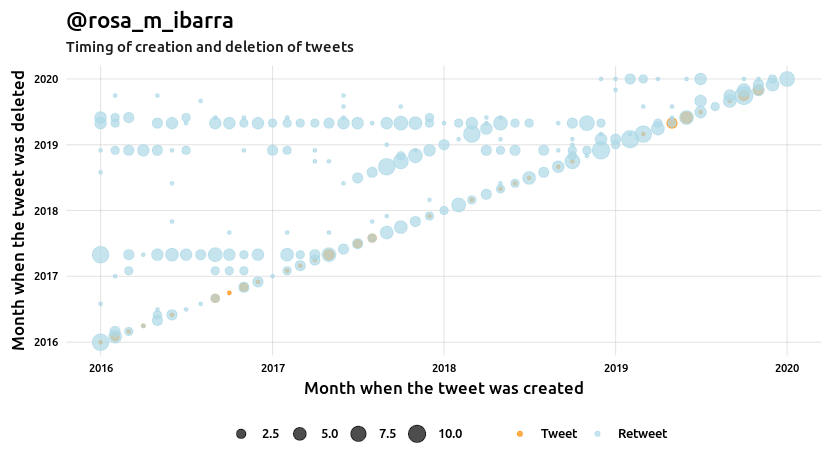 @rosa_m_ibarra
Timing of creation and deletion of tweets
Month when the tweet was deleted
2020
2019
2018
2017
2016
2016 2017 2018 2019 2020
Month when the tweet was created
2.5 5.0 7.5 10.0 Tweet Retweet